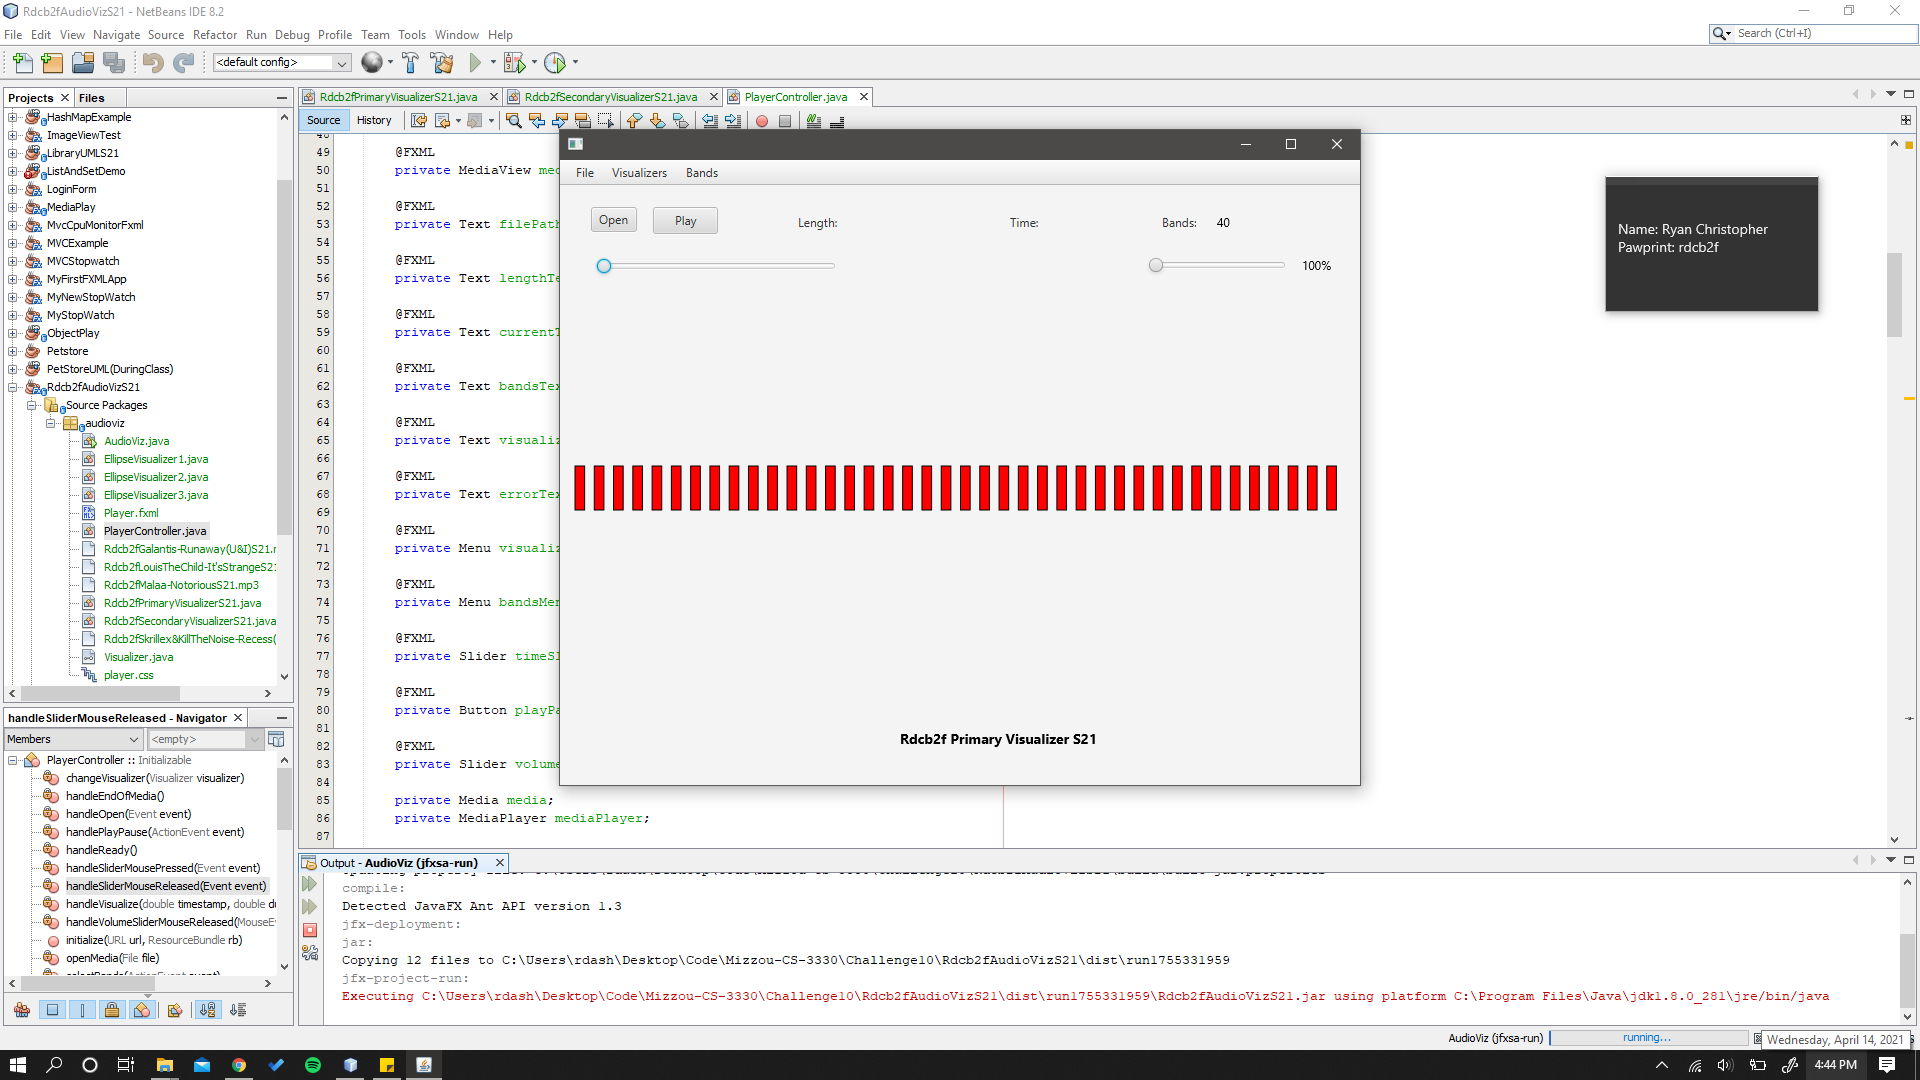 Rdcb2fAudioVizS21 - NetBeans IDE 8.2
File Edit View Navigate Source Refactor Run Debug Profile Team Tools Window Help
Search (Ctrl+I)
<default config>
Projects Files
HashMapExample
ImageViewTest
LibraryUMLS21
ListAndSetDemo
LoginForm
MediaPlay
MvcCpuMonitorFxml
MVCExample
MVCStopwatch
MyFirstFXMLApp
MyNewStopWatch
MyStopWatch
ObjectPlay
Petstore
PetStoreUML(DuringClass)
Rdcb2fAudioVizS21
Source Packages
audioviz
AudioViz.java
EllipseVisualizer1.java
EllipseVisualizer2.java
EllipseVisualizer3.java
Player.fxml
PlayerController.java
Rdcb2fGalantis-Runaway(U&I)S21.r
Rdcb2fLouisTheChild-It'sStrangeS21
Rdcb2fMalaa-NotoriousS21.mp3
Rdcb2fPrimaryVisualizerS21.java
Rdcb2fSecondaryVisualizerS21.java
Rdcb2fSkrillex&KillTheNoise-Recess(
Visualizer.java
player.css
handleSliderMouseReleased - Navigator
Members <empty>
PlayerController :: Initializable
changeVisualizer(Visualizer visualizer)
handleEndOfMedia()
handleOpen(Event event)
handlePlayPause(ActionEvent event)
handleReady()
handleSliderMousePressed(Event event)
handleSliderMouseReleased(Event event)
handleVisualize(double timestamp, double du
handleVolumeSliderMouseReleased(MouseEv
initialize(URL url, ResourceBundle rb)
openMedia(File file)
selectBands(ActionEvent event)
Rdcb2fPrimaryVisualizerS21.java Rdcb2fSecondaryVisualizerS21.java PlayerController.java
Source History
48
49 @FXML
50 private MediaView med
51
52 @FXML
53 private Text filePath
54
55 @FXML
56 private Text lengthTe
57
58 @FXML
59 private Text currentT
60
61 @FXML
62 private Text bandsTex
63
64 @FXML
65 private Text visualiz
66
67 @FXML
68 private Text errorTex
69
70 @FXML
71 private Menu visualiz
72
73 @FXML
74 private Menu bandsMen
75
76 @FXML
77 private Slider timeSl
78
79 @FXML
80 private Button playPa
81
82 @FXML
83 private Slider volume
84
85 private Media media;
86 private MediaPlayer mediaPlayer;
87
File Visualizers Bands
Open Play Length: Time: Bands: 40
100%
Rdcb2f Primary Visualizer S21
Name: Ryan Christopher
Pawprint: rdcb2f
Output - AudioViz (jfxsa-run)
compile:
Detected JavaFX Ant API version 1.3
jfx-deployment:
jar:
Copying 12 files to C:\Users\rdash\Desktop\Code\Mizzou-CS-3330\Challenge10\Rdcb2fAudioVizS21\dist\run1755331959
jfx-project-run:
Executing C:\Users\rdash\Desktop\Code\Mizzou-CS-3330\Challenge10\Rdcb2fAudioVizS21\dist\run1755331959\Rdcb2fAudioVizS21.jar using platform C:\Program Files\Java\jdk1.8.0_281\jre/bin/java
AudioViz (jfxsa-run) running...
Wednesday, April 14, 2021
4:44 PM